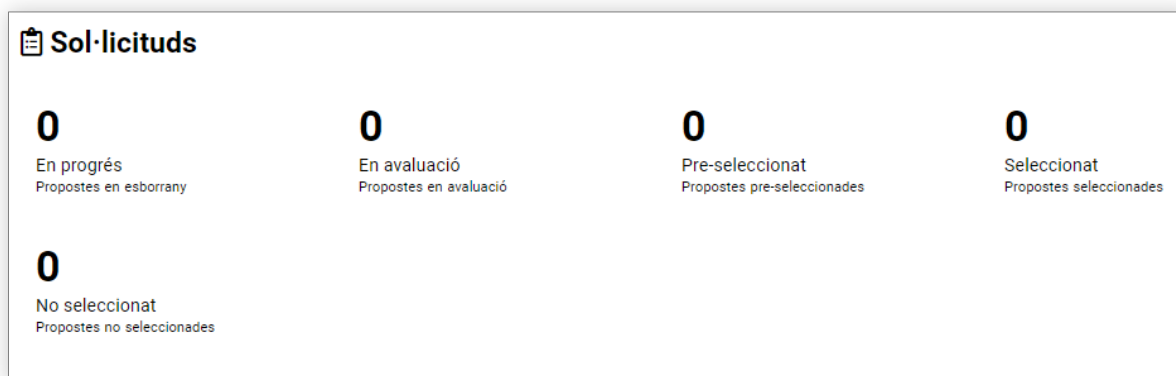 Sol·licituds
0
En progrés
Propostes en esborrany
0
En avaluació
Propostes en avaluació
0
Pre-seleccionat
Propostes pre-seleccionades
0
Seleccionat
Propostes seleccionades
0
No seleccionat
Propostes no seleccionades